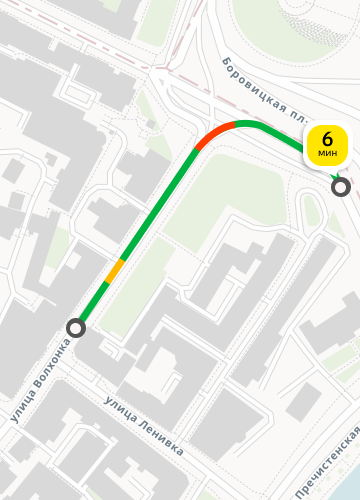 Боровицкая пл
6
мин
улица Волхонка
улица Ленивка
Пречистенская